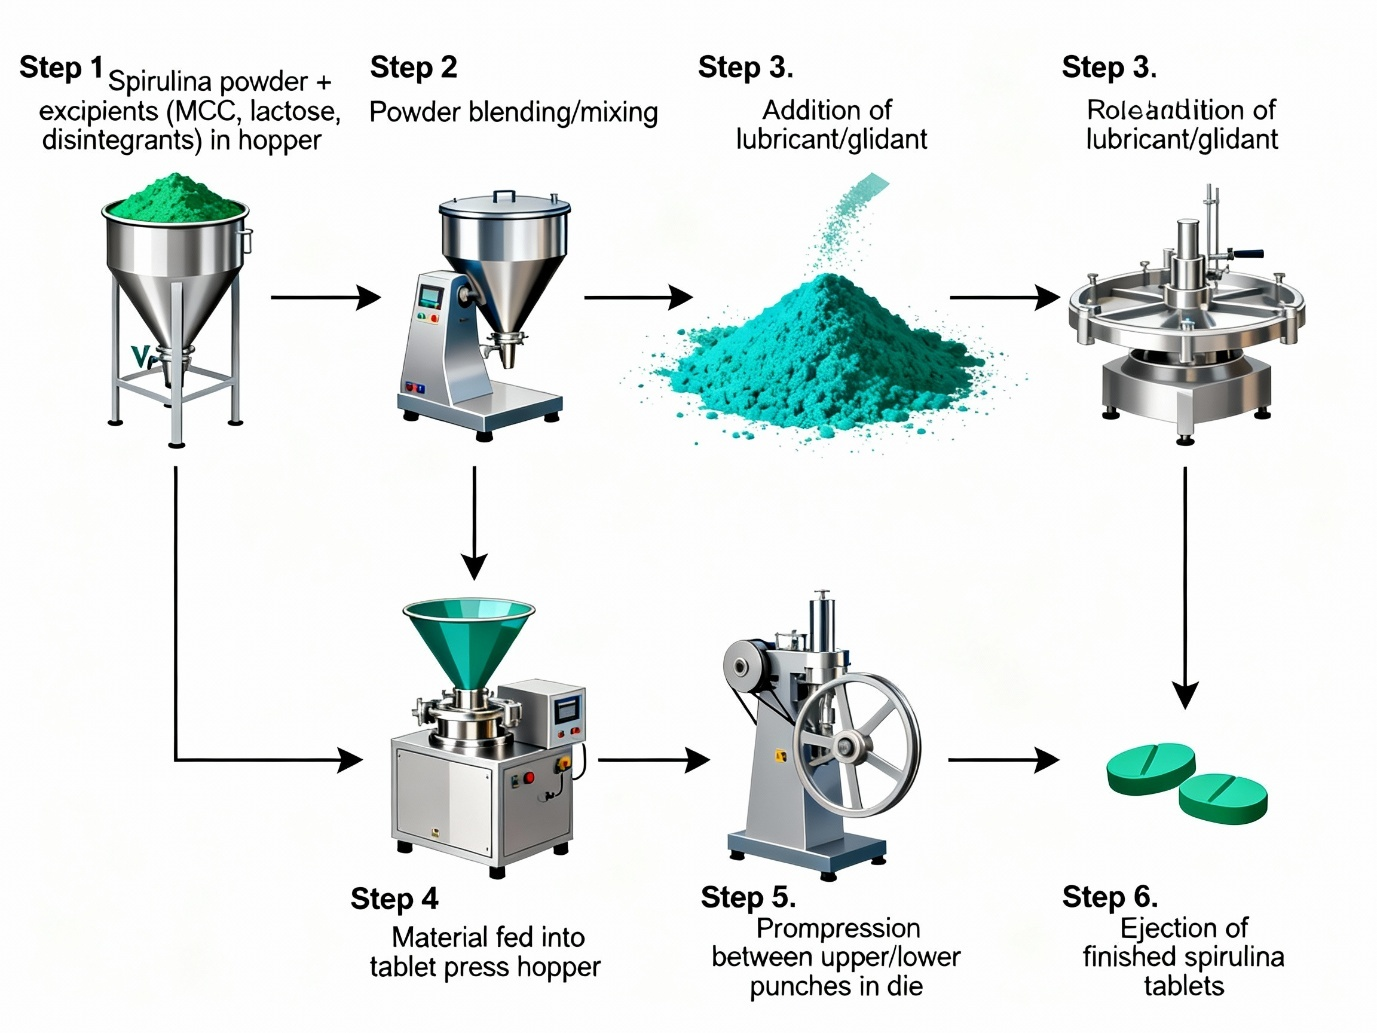 Step 1
Spirulina powder +
excipients (MCC, lactose,
disintegrants) in hopper
Step 2
Powder blending/mixing
Step 3.
Addition of
lubricant/glidant
Step 3.
of
lubricant/glidant
V
Step 4
Material fed into
tablet press hopper
Step 5.
Prompression
between upper/lower
punches in die
Step 6.
Ejection of
finished spirulina
tablets